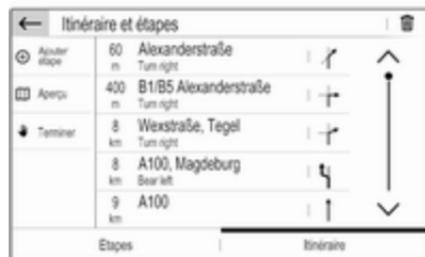 Itinéraire et étapes
Ajouter
étape
Aperçu
Terminer
60 m Alexanderstraße
Turn right
400 m B1/B5 Alexanderstraße
Turn right
8 km Wexstraße, Tegel
Turn right
8 km A100, Magdeburg
Bear left
9 km A100
Etapes
Itinéraire